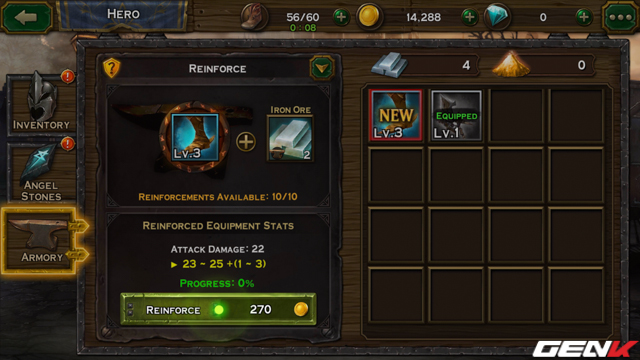 Hero
56/60
0:08
14,288
0
Reinforce
4
0
Iron Ore
Lv.3
2
NEW
Lv.3
Equipped
Lv.1
Inventory
Angel
Stones
Armory
Reinforcements Available: 10/10
Reinforced Equipment Stats
Attack Damage: 22
► 23 ~ 25 +(1 ~ 3)
Progress: 0%
Reinforce 270
GENK